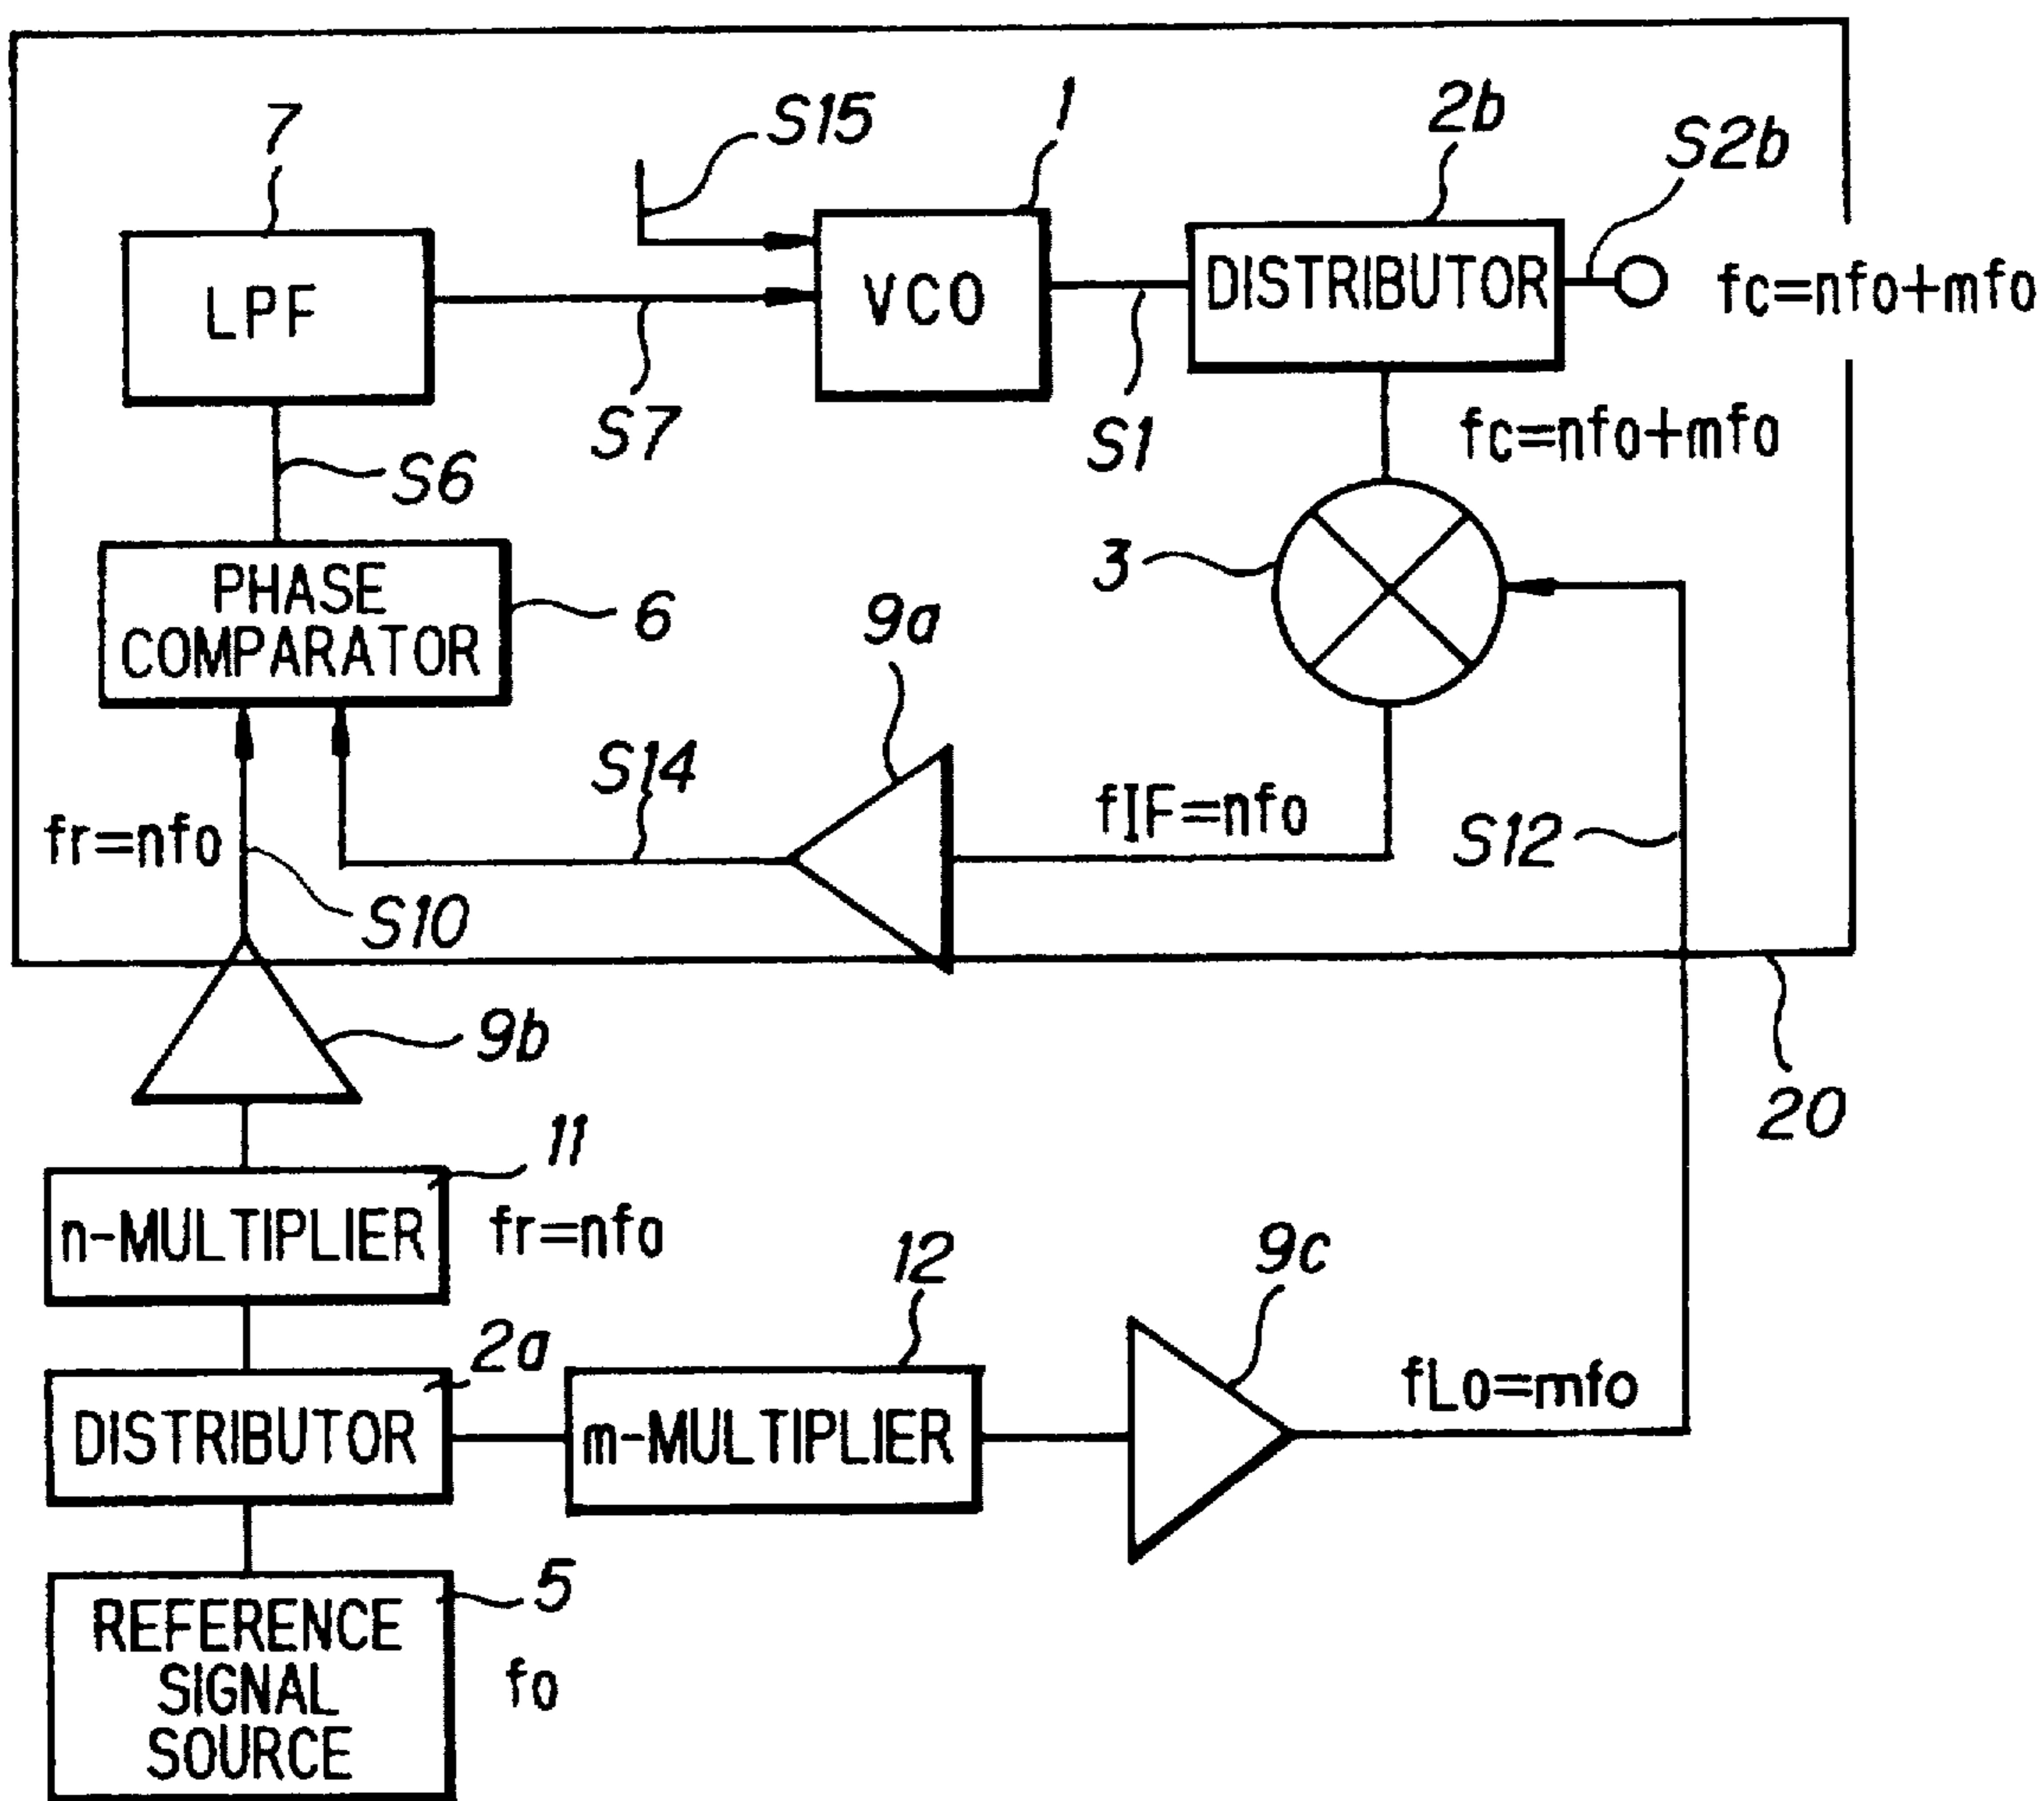 7
S15
1
2b
S2b
LPF
VCO
DISTRIBUTOR
fc=nfo+mfo
S7
S1
fc=nfo+mfo
S6
PHASE
COMPARATOR
6
3
9a
S14
fIF=nfo
S12
fr=nfo
S10
9b
20
11
n-MULTIPLIER
fr=nfo
12
9c
2a
DISTRIBUTOR
m-MULTIPLIER
fLo=mfo
5
REFERENCE
SIGNAL
SOURCE
fo